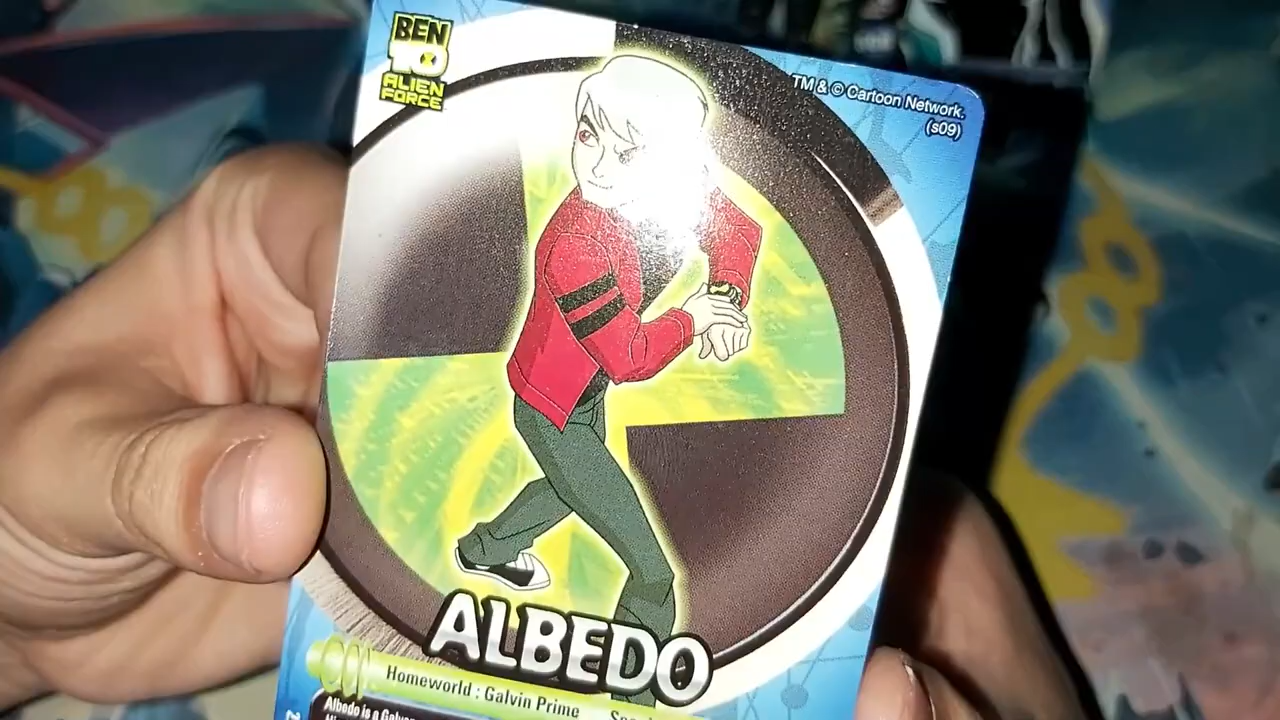 BEN
10
ALIEN
FORCE
TM & © Cartoon Network.
(s09)
ALBEDO
Homeworld : Galvin Prime
Albedo is a